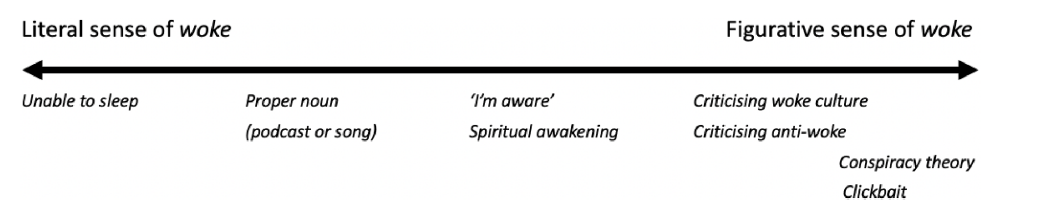 Literal sense of woke
Figurative sense of woke
Unable to sleep
Proper noun
(podcast or song)
‘I’m aware’
Spiritual awakening
Criticising woke culture
Criticising anti-woke
Conspiracy theory
Clickbait